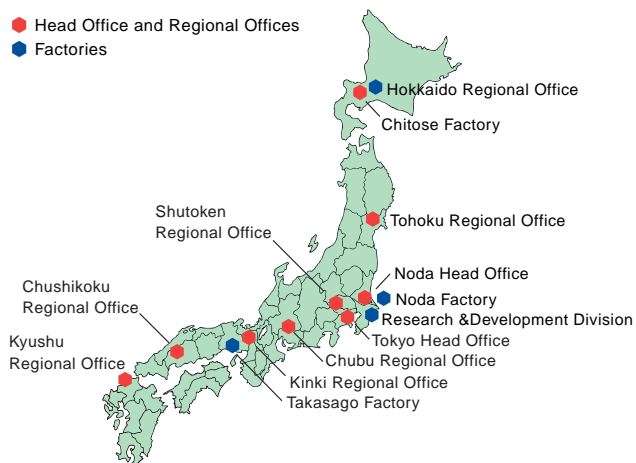 Head Office and Regional Offices
Factories
Hokkaido Regional Office
Chitose Factory
Shutoken
Regional Office
Tohoku Regional Office
Noda Head Office
Chushikoku
Regional Office
Noda Factory
Research &Development Division
Kyushu
Regional Office
Tokyo Head Office
Chubu Regional Office
Kinki Regional Office
Takasago Factory